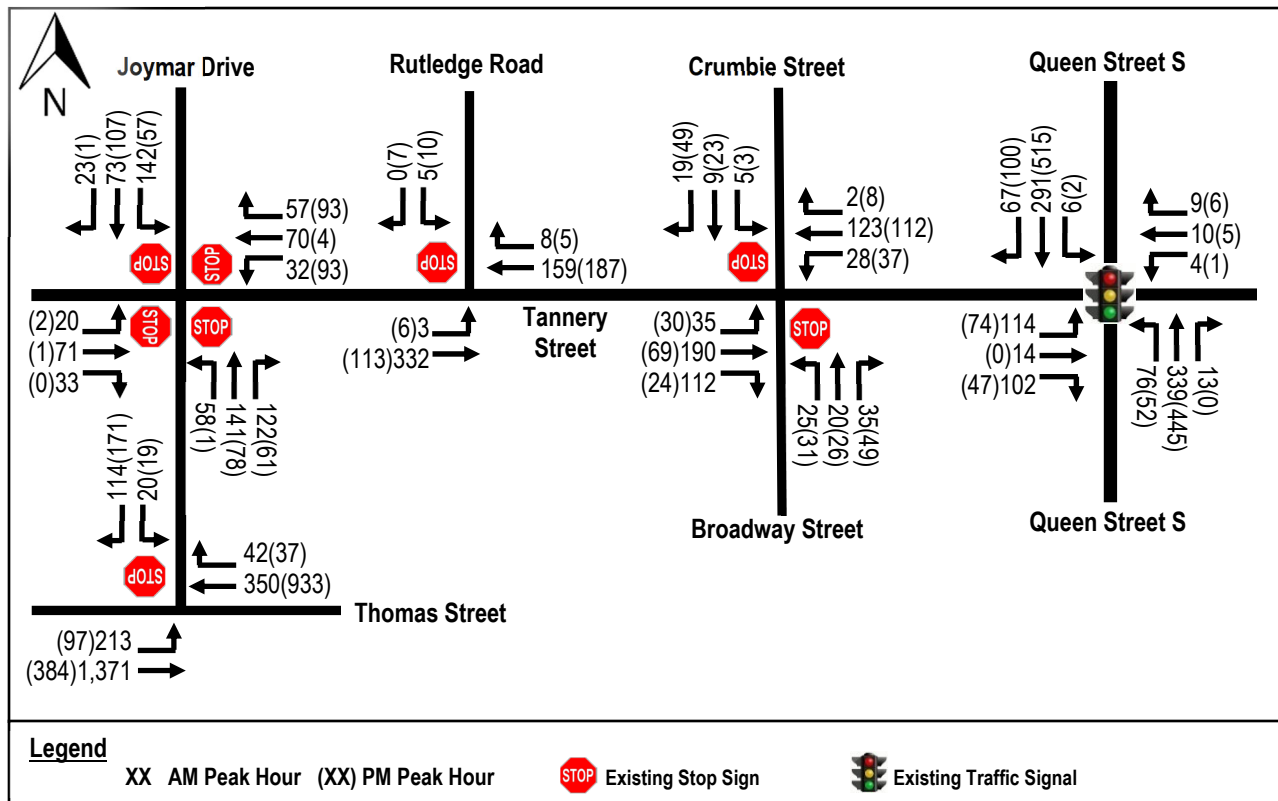 N
Joymar Drive
Rutledge Road
Crumbie Street
Queen Street S
23(1)
73(107)
142(57)
57(93)
70(4)
32(93)
STOP
STOP
(2)20
(1)71
(0)33
STOP
STOP
58(1)
141(78)
122(61)
0(7)
5(10)
STOP
8(5)
159(187)
(6)3
(113)332
Tannery
Street
19(49)
9(23)
5(3)
STOP
2(8)
123(112)
28(37)
(30)35
(69)190
(24)112
STOP
25(31)
20(26)
35(49)
Broadway Street
67(100)
291(515)
6(2)
9(6)
10(5)
4(1)
(74)114
(0)14
(47)102
76(52)
339(445)
13(0)
Queen Street S
114(171)
20(19)
STOP
42(37)
350(933)
Thomas Street
(97)213
(384)1,371
Legend
XX AM Peak Hour (XX) PM Peak Hour
STOP Existing Stop Sign
Existing Traffic Signal